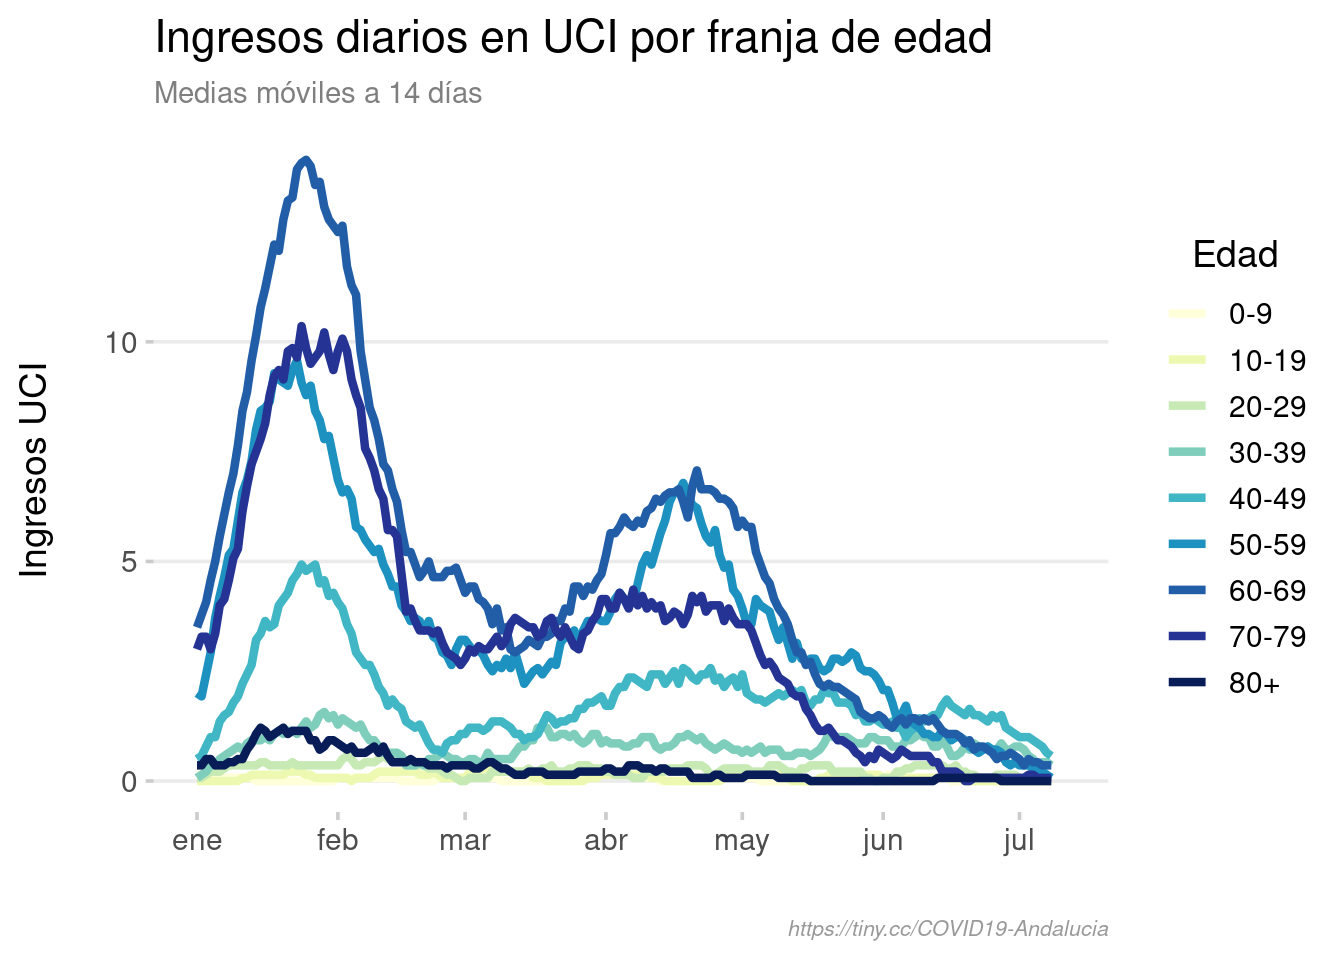 Ingresos diarios en UCI por franja de edad
Medias móviles a 14 días
Ingresos UCI
10
5
0
ene feb mar abr may jun jul
Edad
0-9
10-19
20-29
30-39
40-49
50-59
60-69
70-79
80+
https://tiny.cc/COVID19-Andalucia